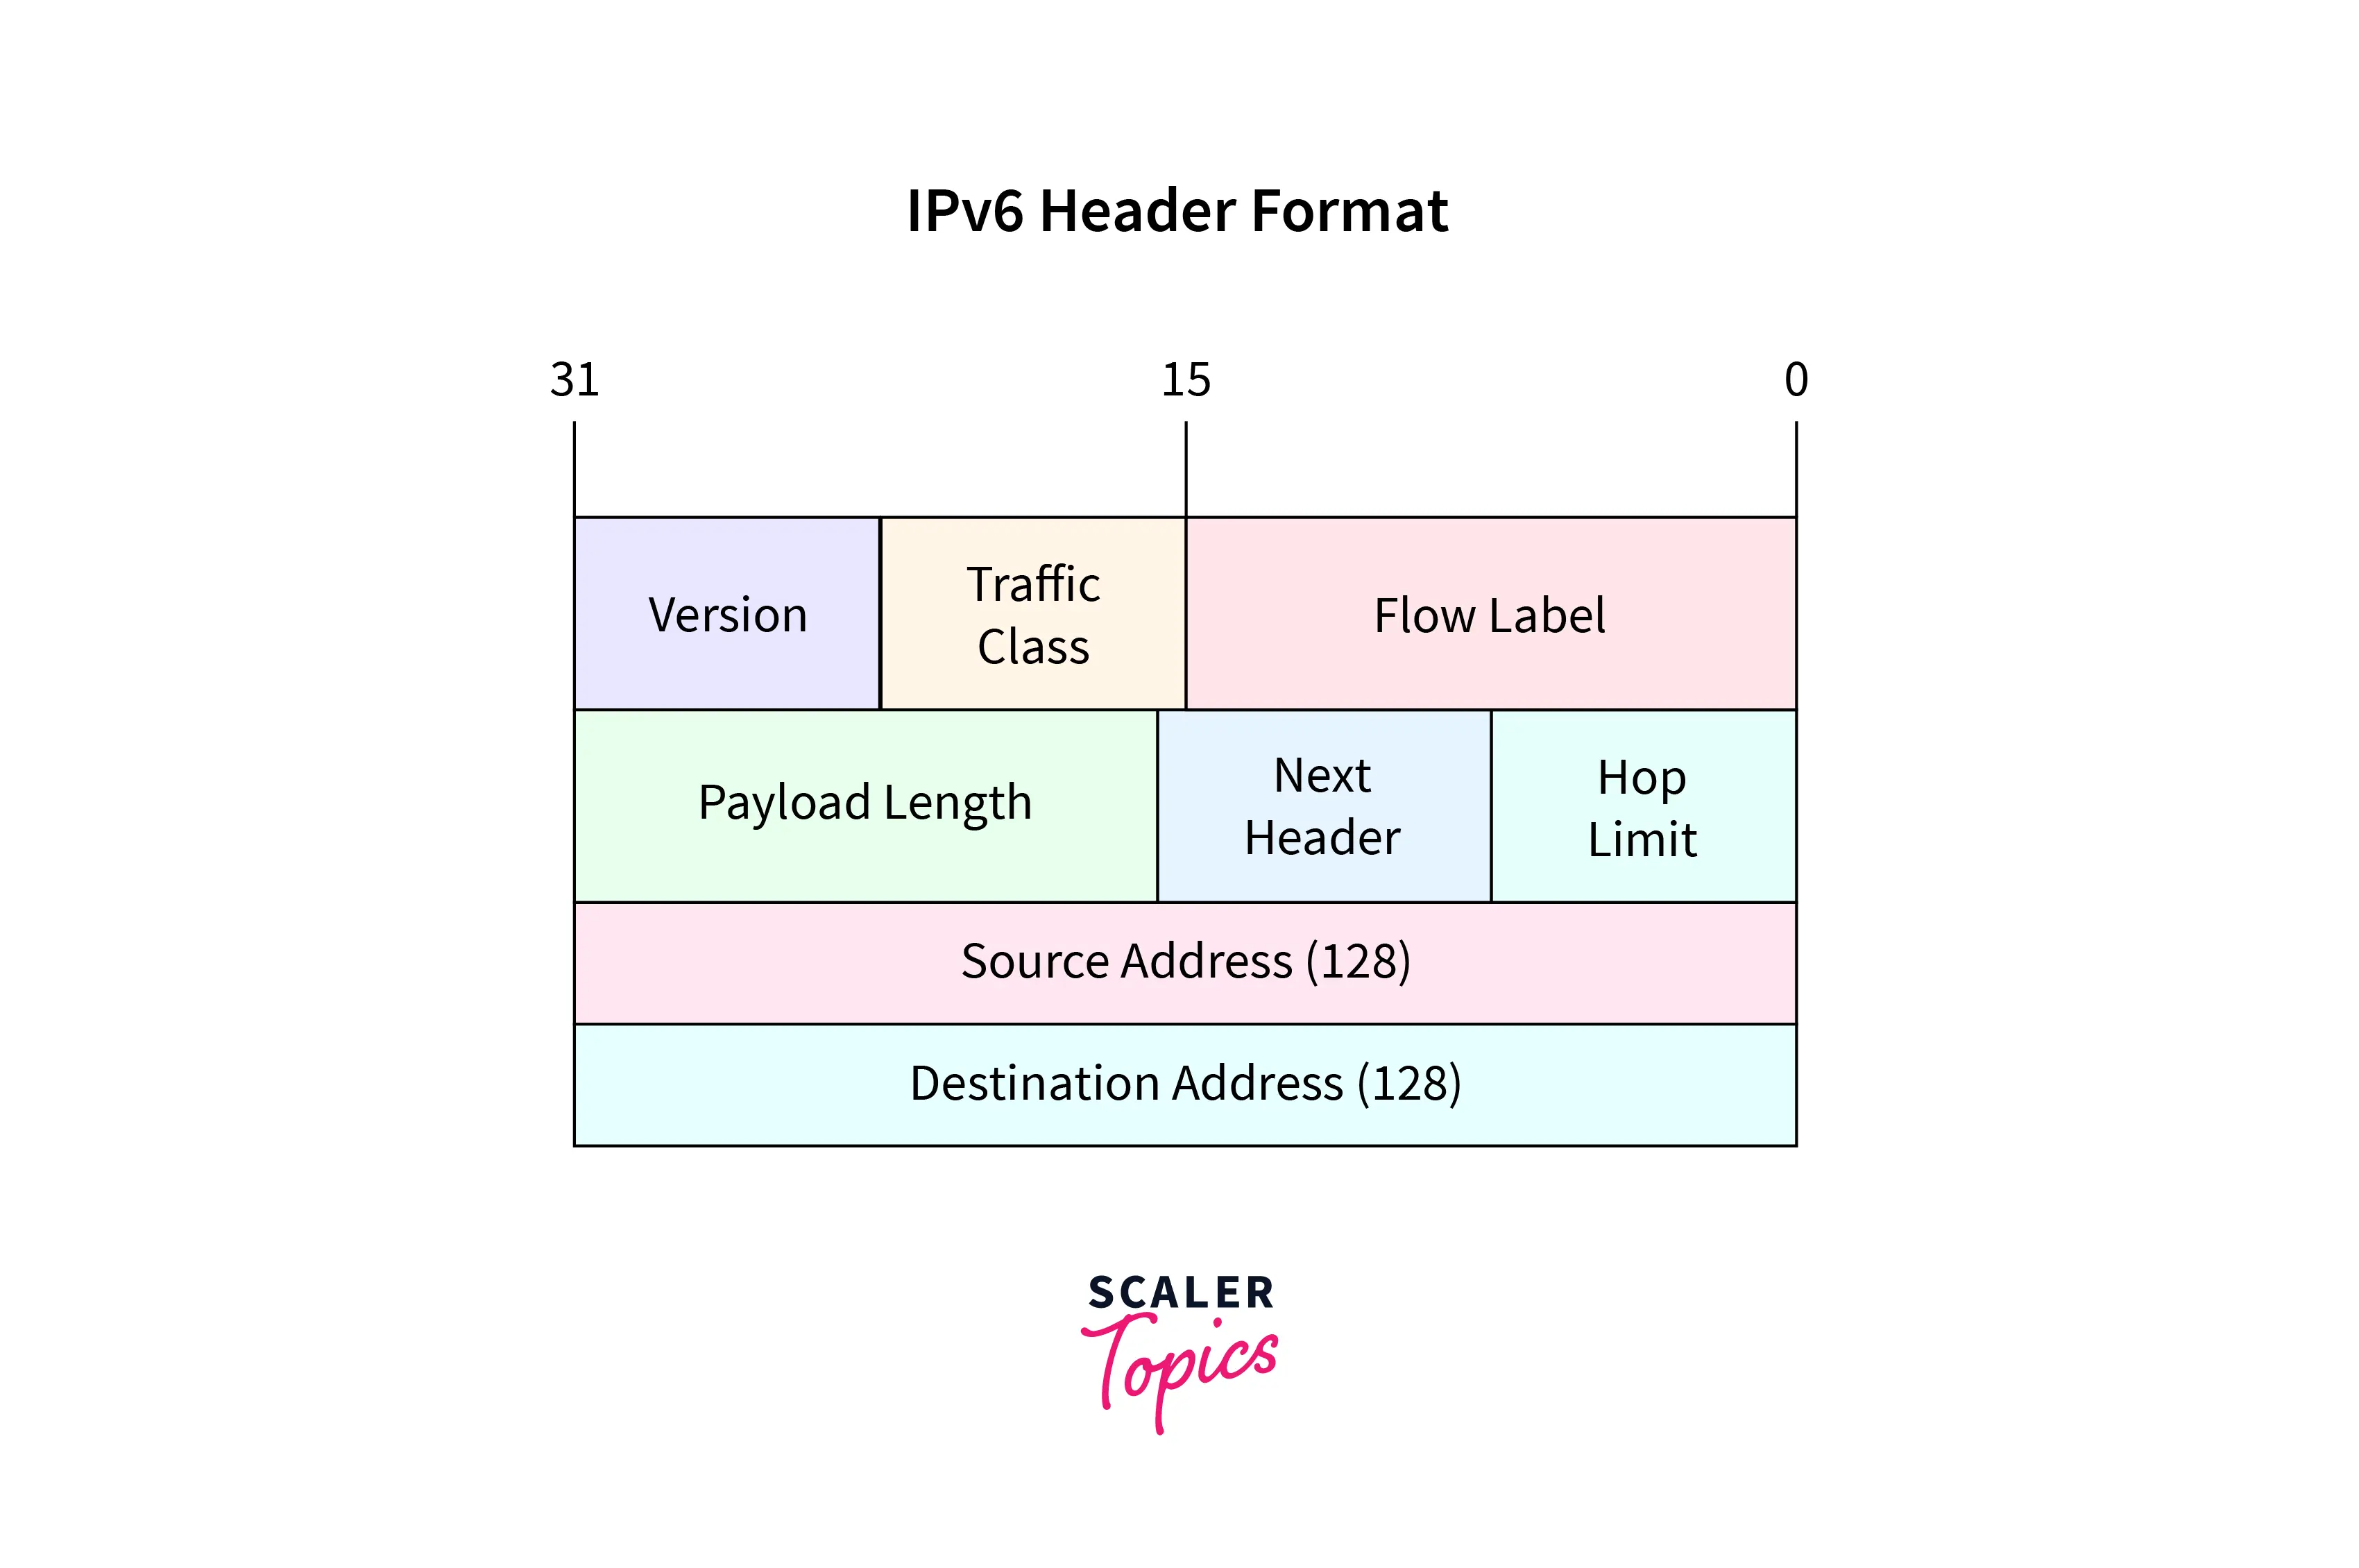 IPv6 Header Format
31 15 0
Version
Traffic
Class
Flow Label
Payload Length
Next
Header
Hop
Limit
Source Address (128)
Destination Address (128)
SCALER
Topics